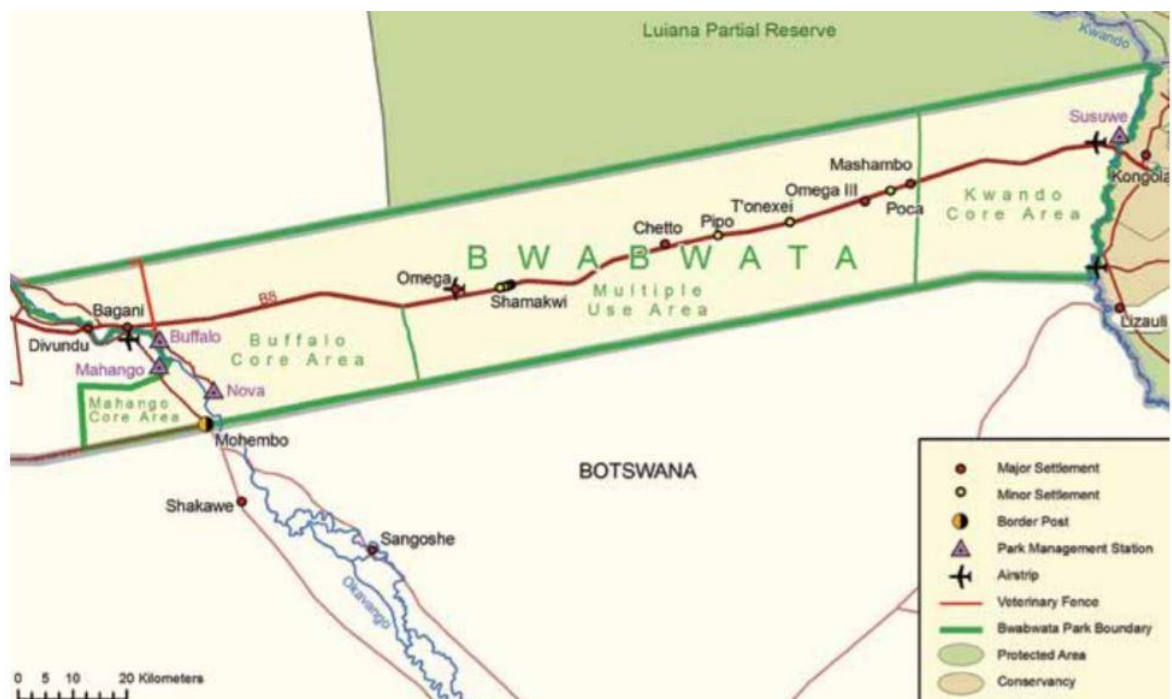 Luiana Partial Reserve
Kwando
Susuwe
Mashambo
Kongola
Omega III
Poca
Kwando
Core Area
T'onexei
Pipo
Chetto
BWABWATA
Omega
Shamakwi
Multiple
Use Area
B8
Bagani
Divundu
Buffalo
Buffalo
Core Area
Lizauli
Mahango
Nova
Mahango
Core Area
Mohembo
BOTSWANA
Shakawe
Sangoshe
Okavango
Major Settlement
Minor Settlement
Border Post
Park Management Station
Airstrip
Veterinary Fence
Bwabwata Park Boundary
Protected Area
Conservancy
0 5 10 20 Kilometers